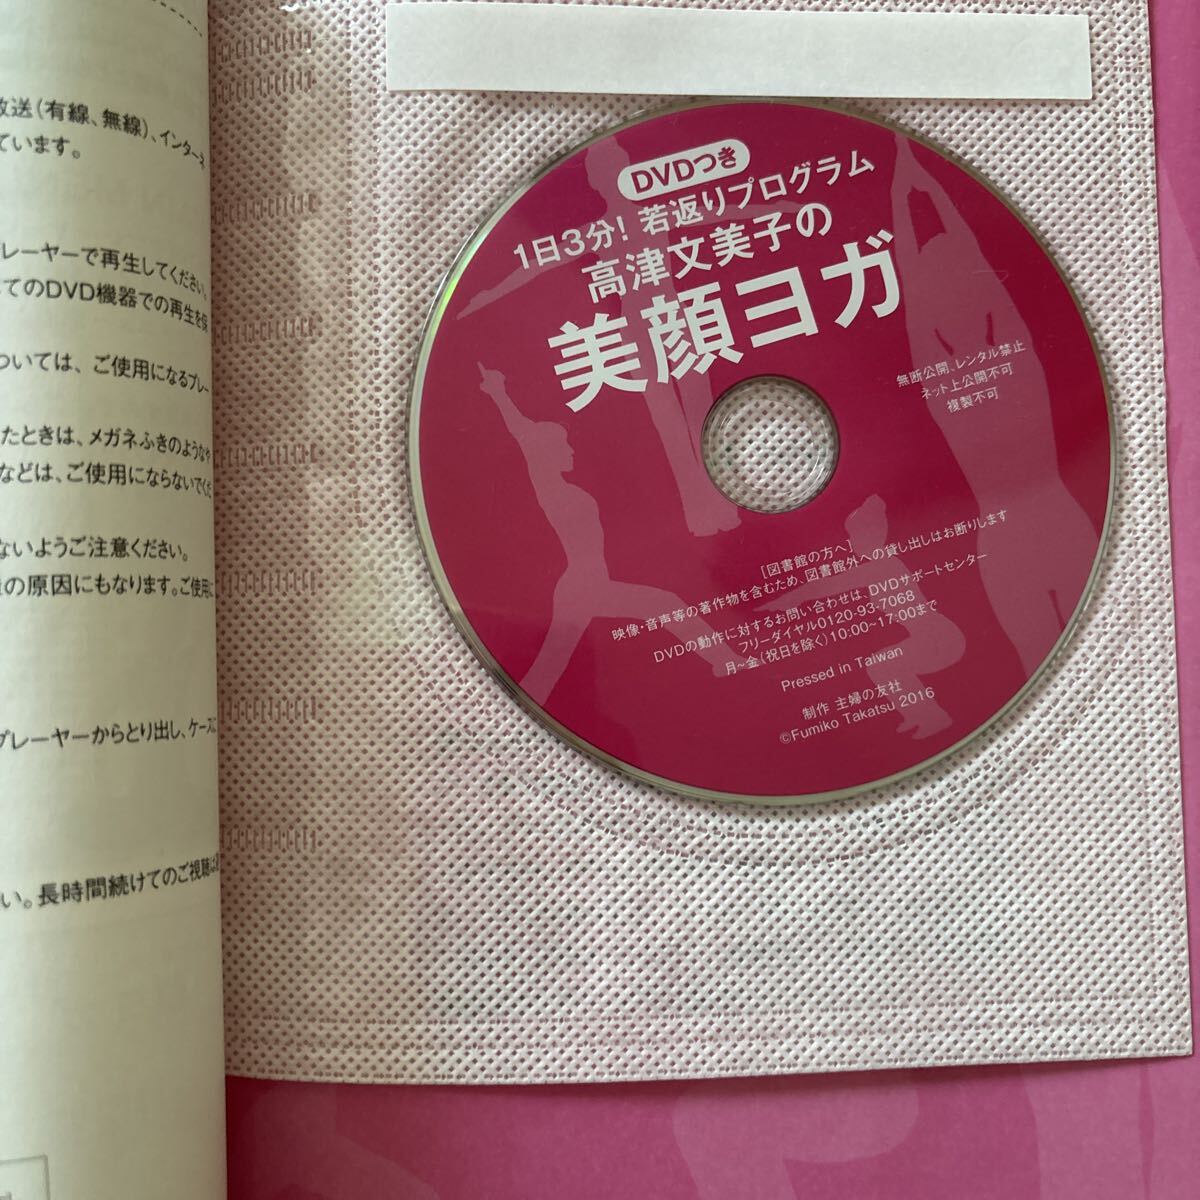 放送（有線、無線）、インターネ
ています。
レーヤーで再生してください。
てのDVD機器での再生を保
ついては、ご使用になるプレー
たときは、メガネふきのようなや
などは、ご使用にならないでくだ
ないようご注意ください。
の原因にもなります。ご使用に
プレーヤーからとり出し、ケースに
い。長時間続けてのご視聴は
DVDつき
1日3分！若返りプログラム
高津文美子の
美顔ヨガ
無断公開、レンタル禁止
ネット上公開不可
複製不可
［図書館の方へ］
映像・音声等の著作物を含むため、図書館外への貸し出しはお断りします
DVDの動作に対するお問い合わせは、DVDサポートセンター
フリーダイヤル0120-93-7068
月~金（祝日を除く）10:00~17:00まで
Pressed in Taiwan
制作 主婦の友社
©Fumiko Takatsu 2016